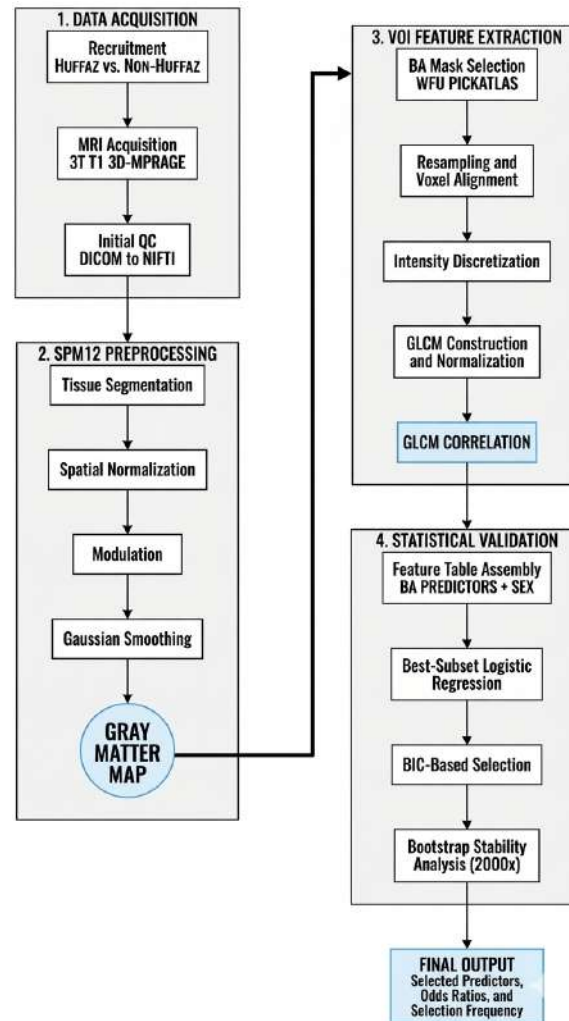 1. DATA ACQUISITION
Recruitment
HUFFAZ VS. NON-HUFFAZ
MRI Acquisition
3T T1 3D-MPRAGE
Initial QC
DICOM to NIFTI
2. SPM12 PREPROCESSING
Tissue Segmentation
Spatial Normalization
Modulation
Gaussian Smoothing
GRAY
MATTER
MAP
3. VOI FEATURE EXTRACTION
BA Mask Selection
WFU PICKATLAS
Resampling and
Voxel Alignment
Intensity Discretization
GLCM Construction
and Normalization
GLCM CORRELATION
4. STATISTICAL VALIDATION
Feature Table Assembly
BA PREDICTORS + SEX
Best-Subset Logistic
Regression
BIC-Based Selection
Bootstrap Stability
Analysis (2000x)
FINAL OUTPUT
Selected Predictors,
Odds Ratios, and
Selection Frequency